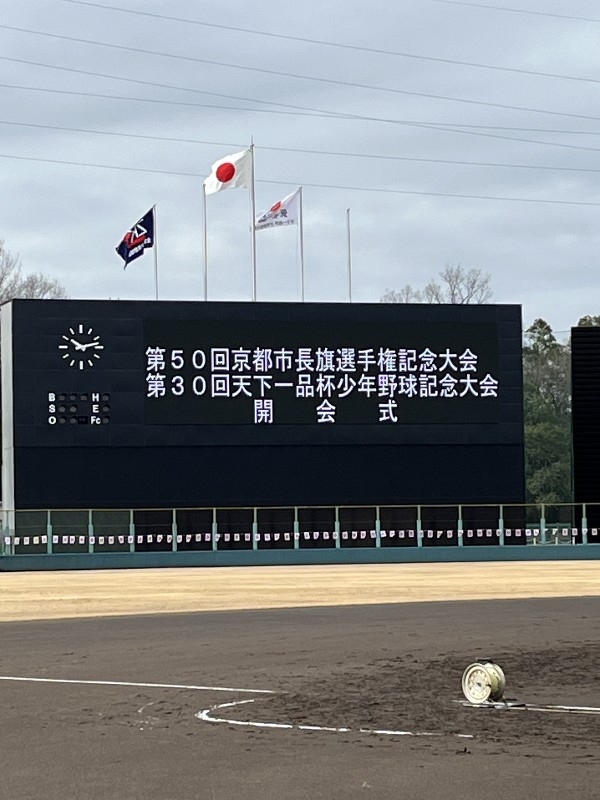 第５０回京都市長旗選手権記念大会
第３０回天下一品杯少年野球記念大会
開会式
B H
S E
O Fc